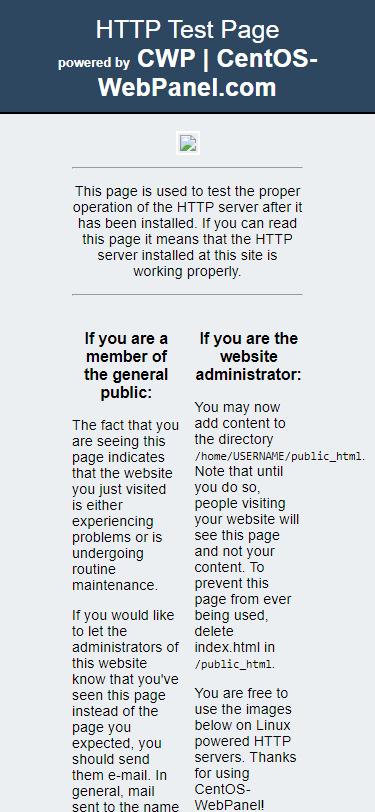 HTTP Test Page
powered by CWP | CentOS-
WebPanel.com
This page is used to test the proper
operation of the HTTP server after it
has been installed. If you can read
this page it means that the HTTP
server installed at this site is
working properly.
If you are a
member of
the general
public:
The fact that you
are seeing this
page indicates
that the website
you just visited
is either
experiencing
problems or is
undergoing
routine
maintenance.
If you would like
to let the
administrators of
this website
know that you've
seen this page
instead of the
page you
expected, you
should send
them e-mail. In
general, mail
sent to the name
If you are the
website
administrator:
You may now
add content to
the directory
/home/USERNAME/public_html.
Note that until
you do so,
people visiting
your website will
see this page
and not your
content. To
prevent this
page from ever
being used,
delete
index.html in
/public_html.
You are free to
use the images
below on Linux
powered HTTP
servers. Thanks
for using
CentOS-
WebPanel!